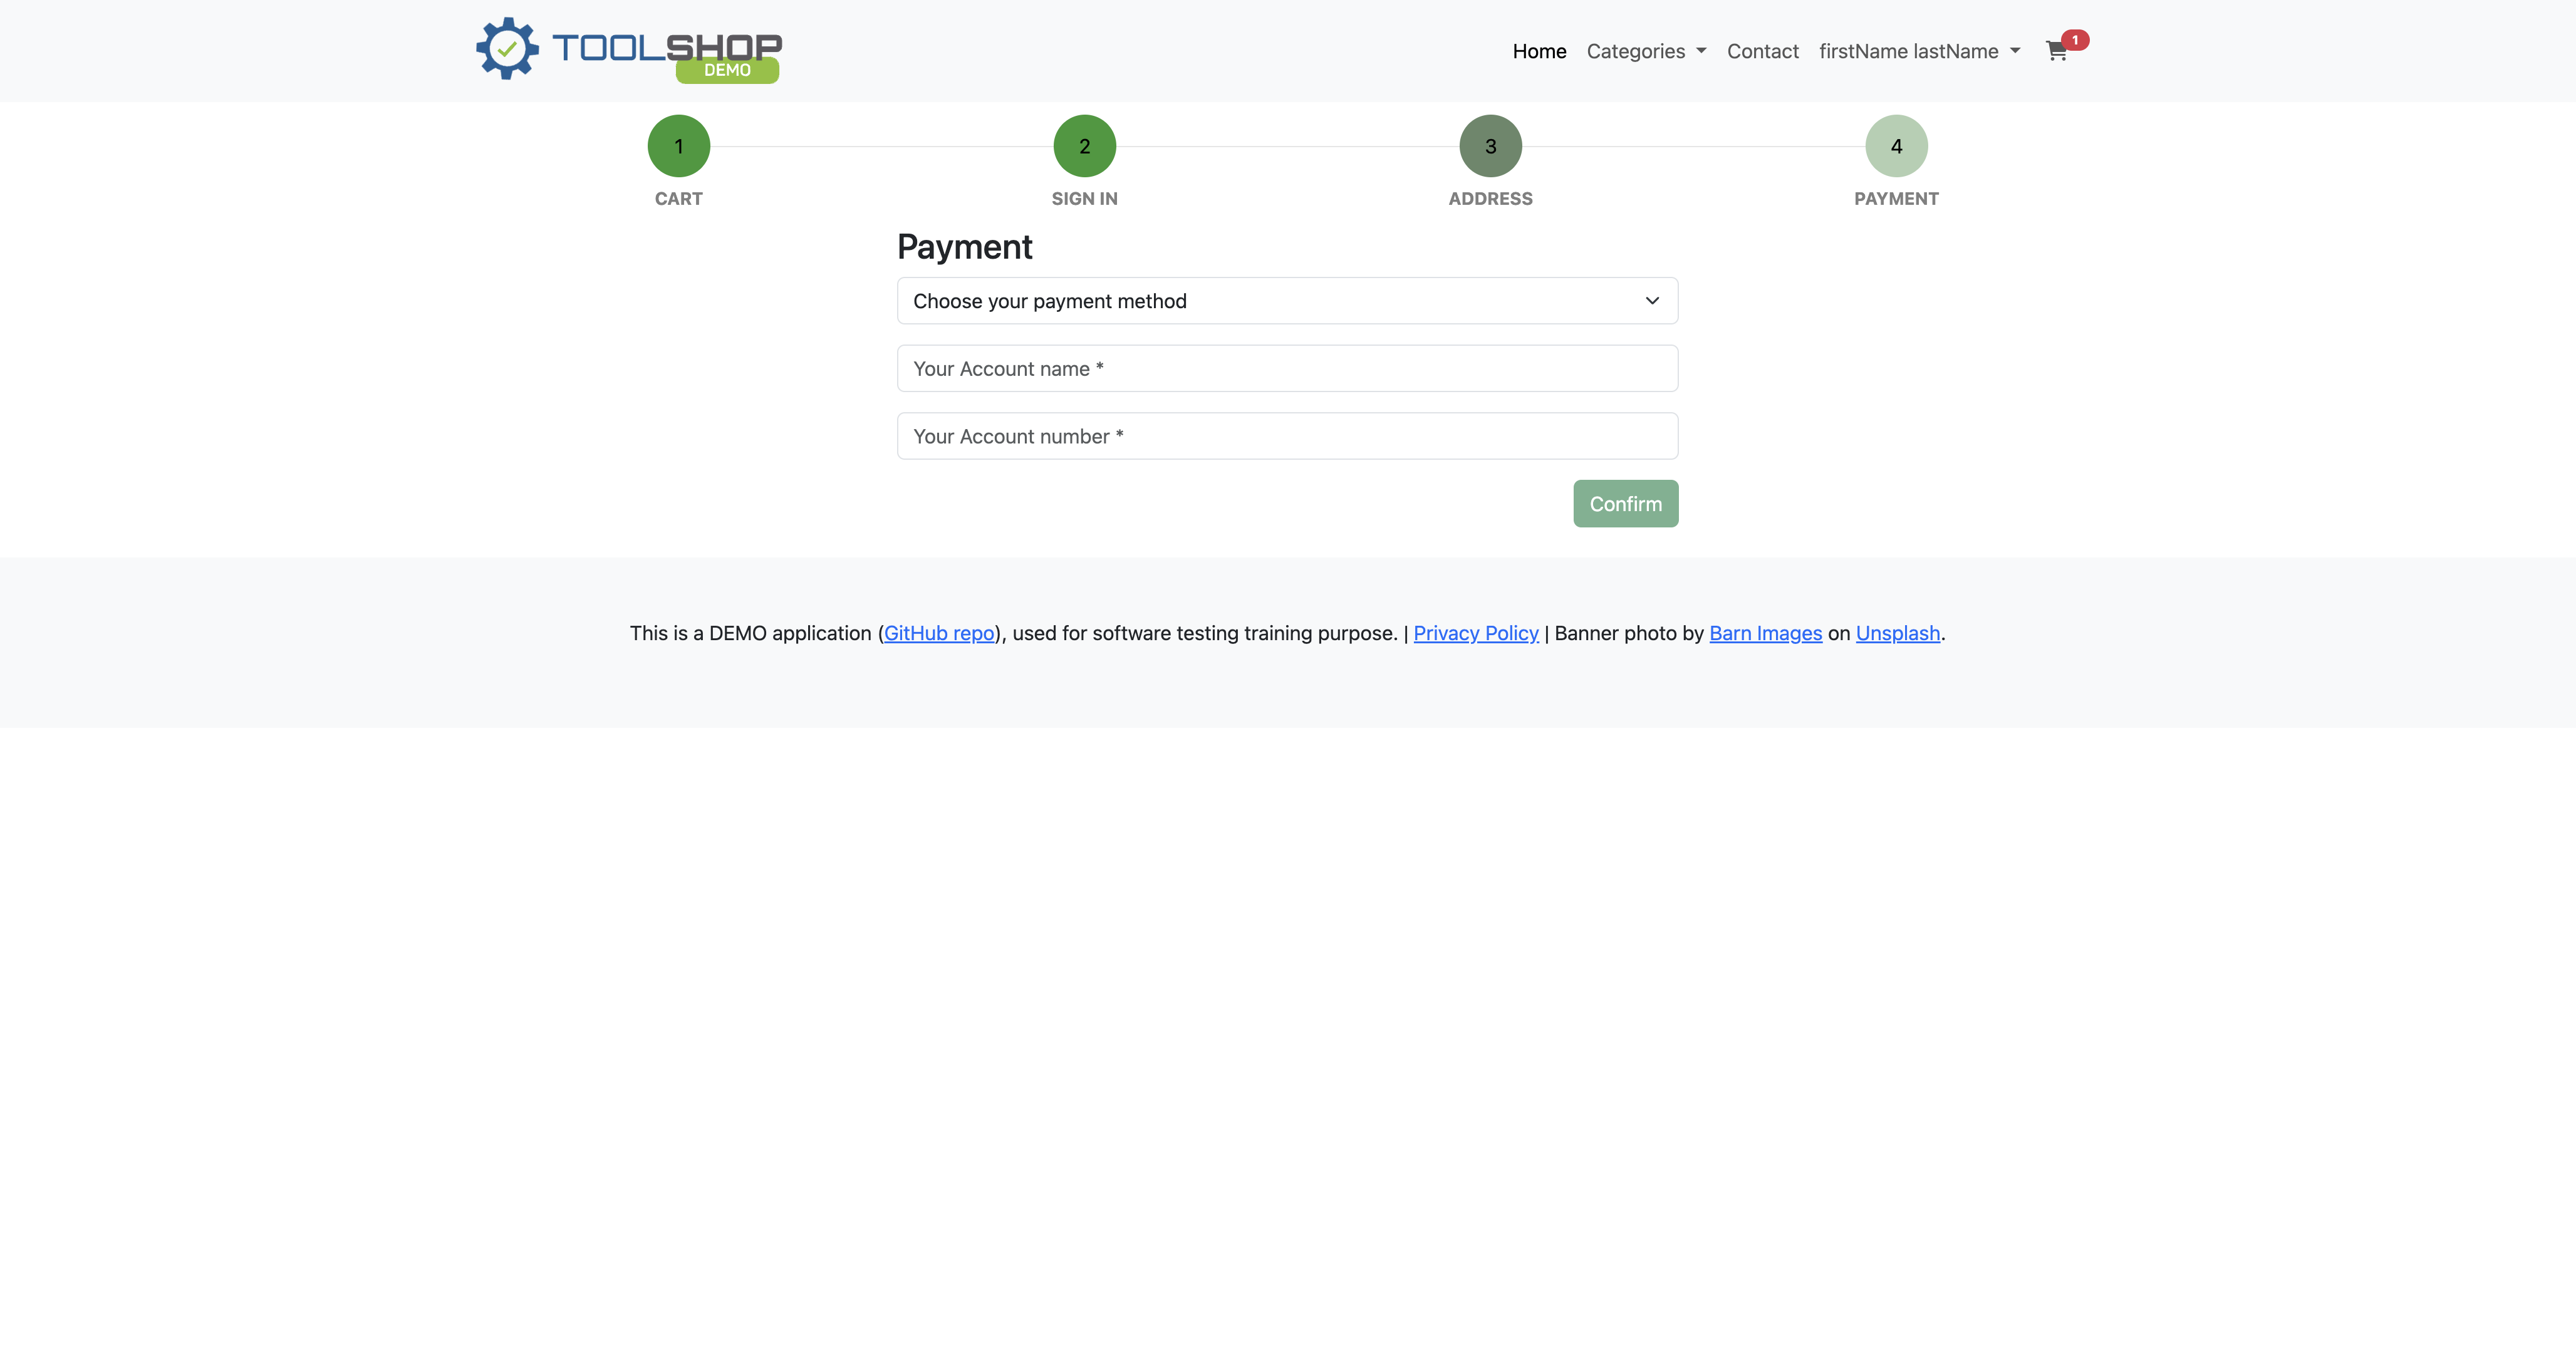 TOOLSHOP
DEMO
Home Categories Contact firstName lastName 1
1 2 3 4
CART SIGN IN ADDRESS PAYMENT
Payment
Choose your payment method
Your Account name *
Your Account number *
Confirm
This is a DEMO application (GitHub repo), used for software testing training purpose. | Privacy Policy | Banner photo by Barn Images on Unsplash.